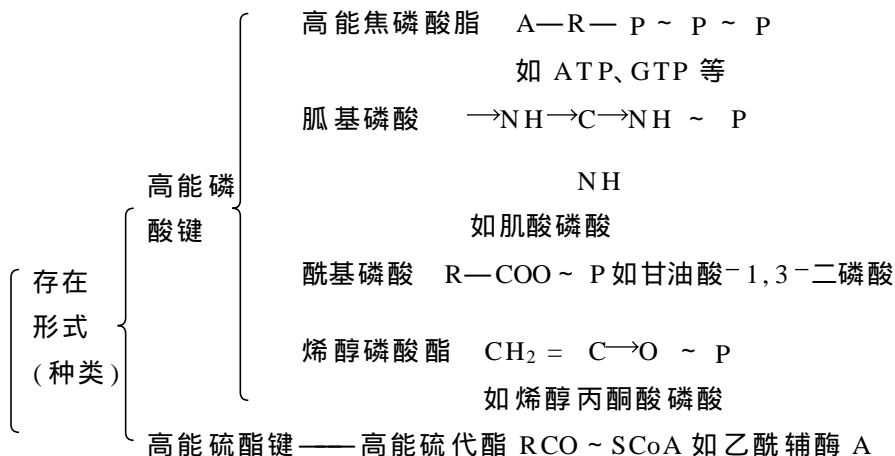 高能焦磷酸脂 A—R— P ~ P ~ P
如 ATP、GTP 等
胍基磷酸 →NH→C→NH ~ P
NH
高能磷
酸键
如肌酸磷酸
酰基磷酸 R—COO ~ P 如甘油酸-1,3-二磷酸
存在
形式
(种类)
烯醇磷酸酯 CH₂ = C→O ~ P
如烯醇丙酮酸磷酸
高能硫酯键——高能硫代酯 RCO ~ SCoA 如乙酰辅酶 A